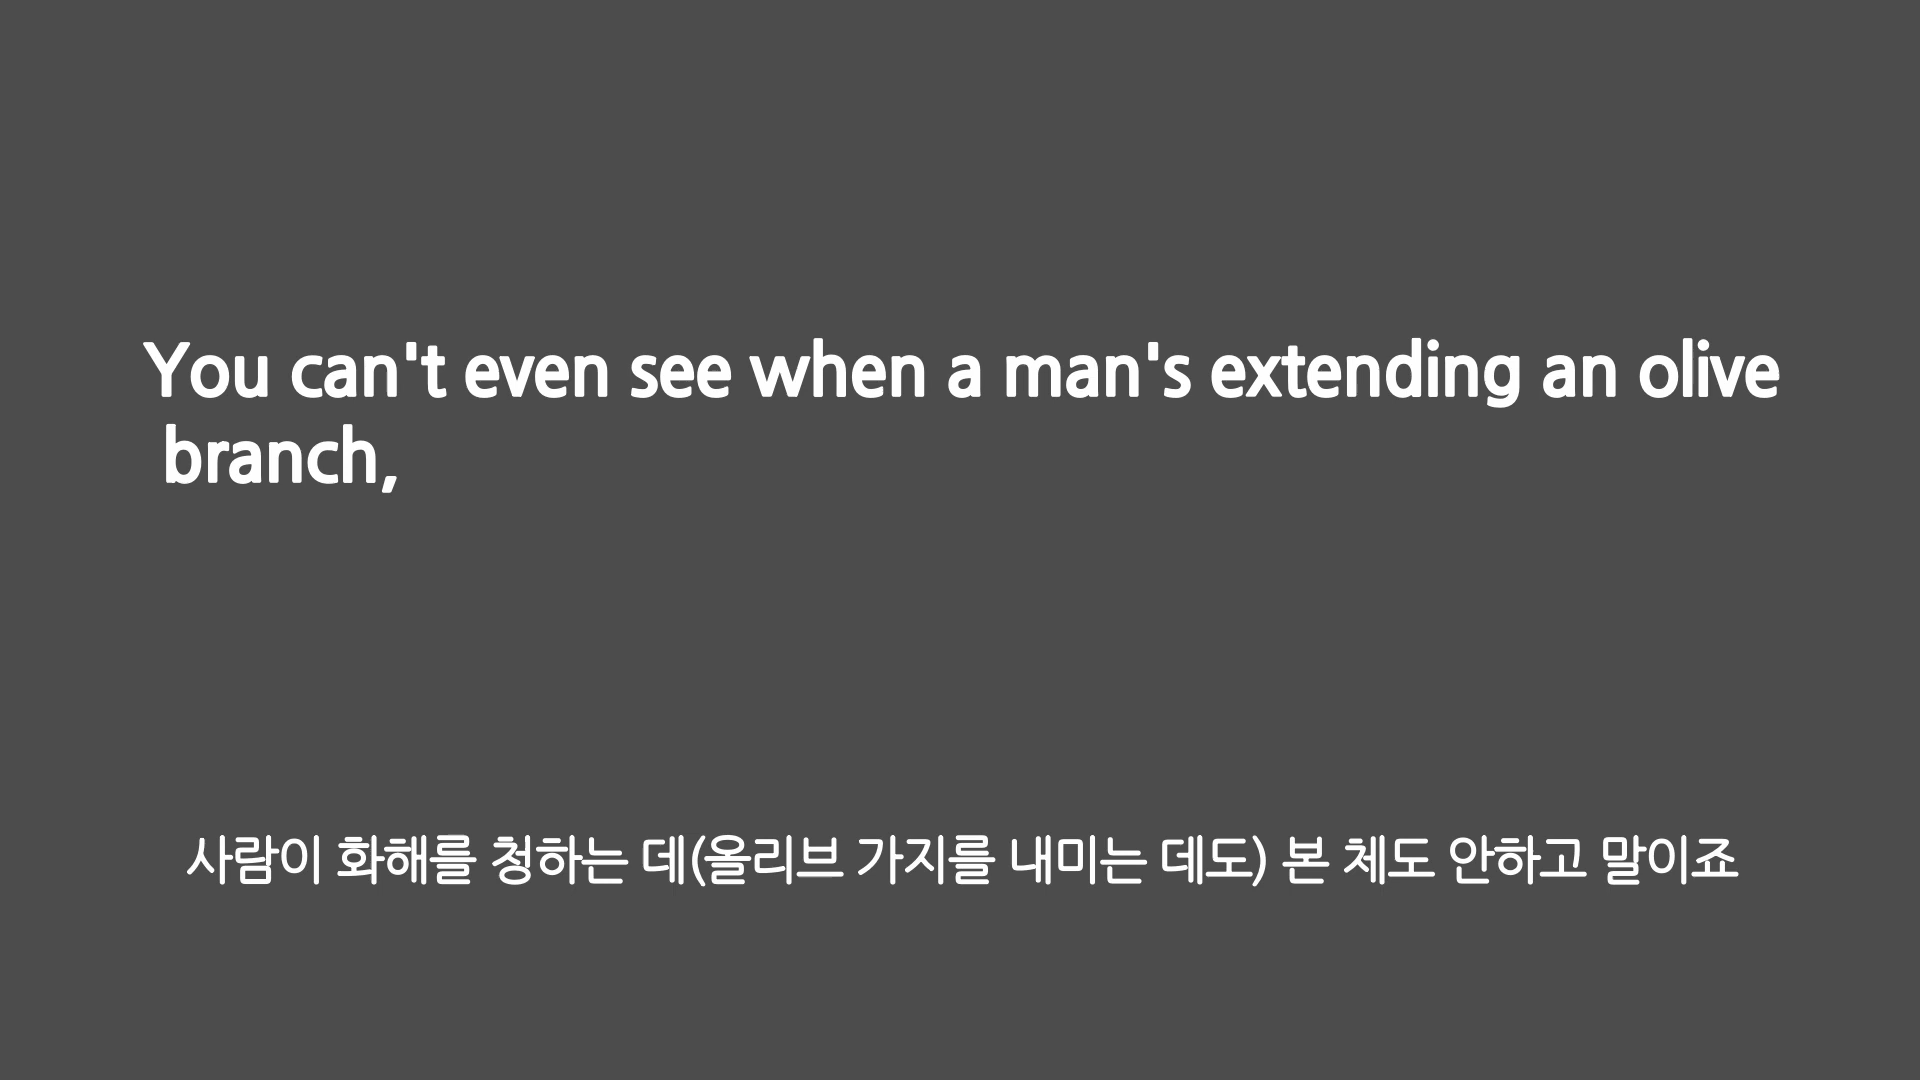 You can't even see when a man's extending an olive
branch,
사람이 화해를 청하는 데(올리브 가지를 내미는 데도) 본 체도 안하고 말이죠